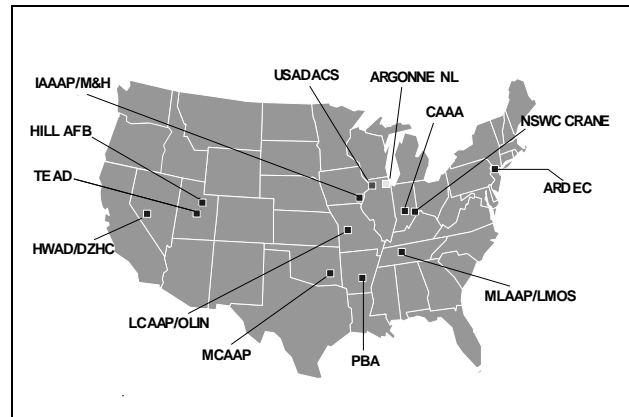 USADACS
ARGONNE NL
IAAAP/M&H
CAAA
NSWC CRANE
HILL AFB
TEAD
ARDEC
HWAD/DZHC
MLAAP/LMOS
LCAAP/OLIN
MCAAP
PBA